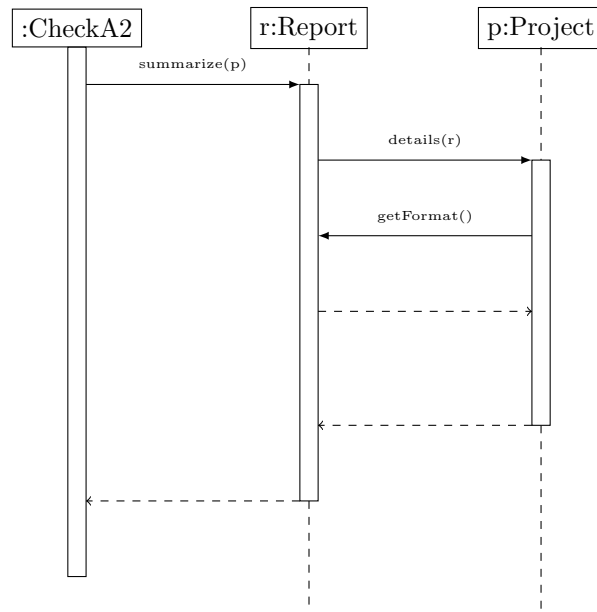 :CheckA2
r:Report
p:Project
summarize(p)
details(r)
getFormat()